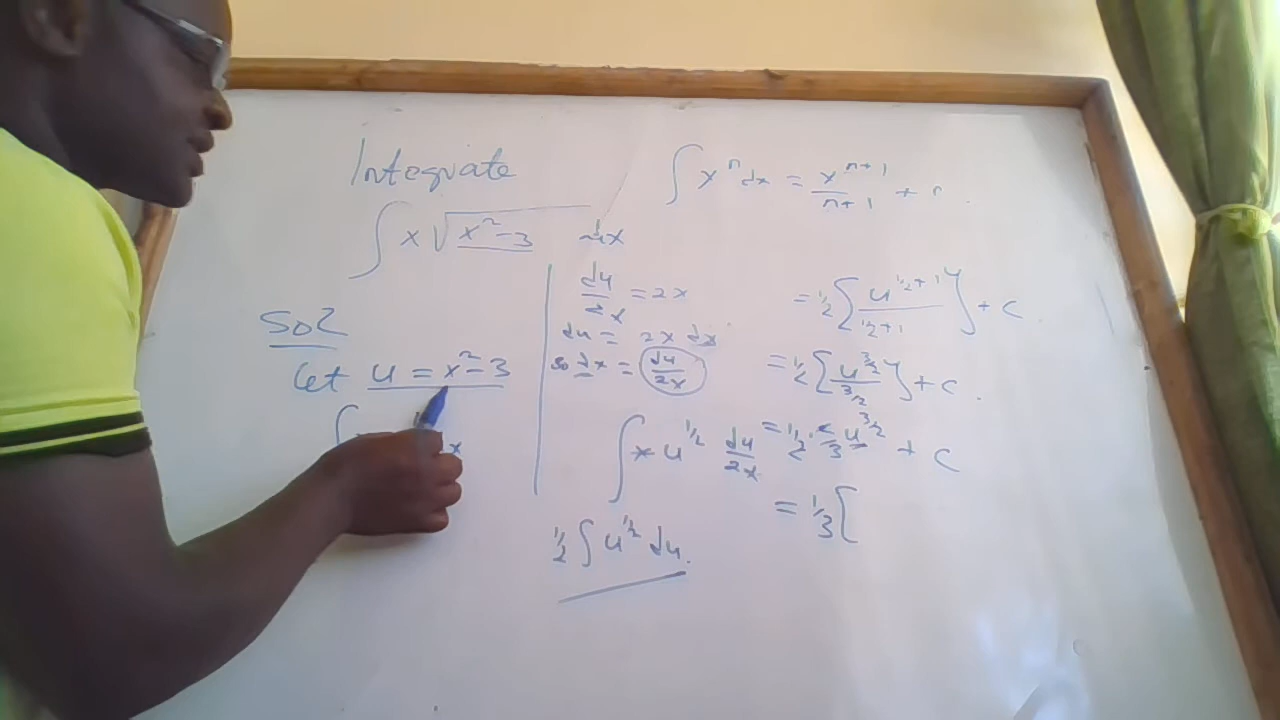 Integrate
∫ x√(x²-3) dx
Sol
Let u = x²-3
∫
x
du/dx = 2x
du = 2x dx
so dx = du/2x
∫ x u^½ du/2x
½ ∫ u^½ du.
∫ xⁿ dx = x^(n+1)/(n+1) +
= ½ [u^(½+1)/(½+1)] + c
= ½ [u^(3/2)/(3/2)] + c.
= ½ · 2/3 u^(3/2) + c
= ⅓ [